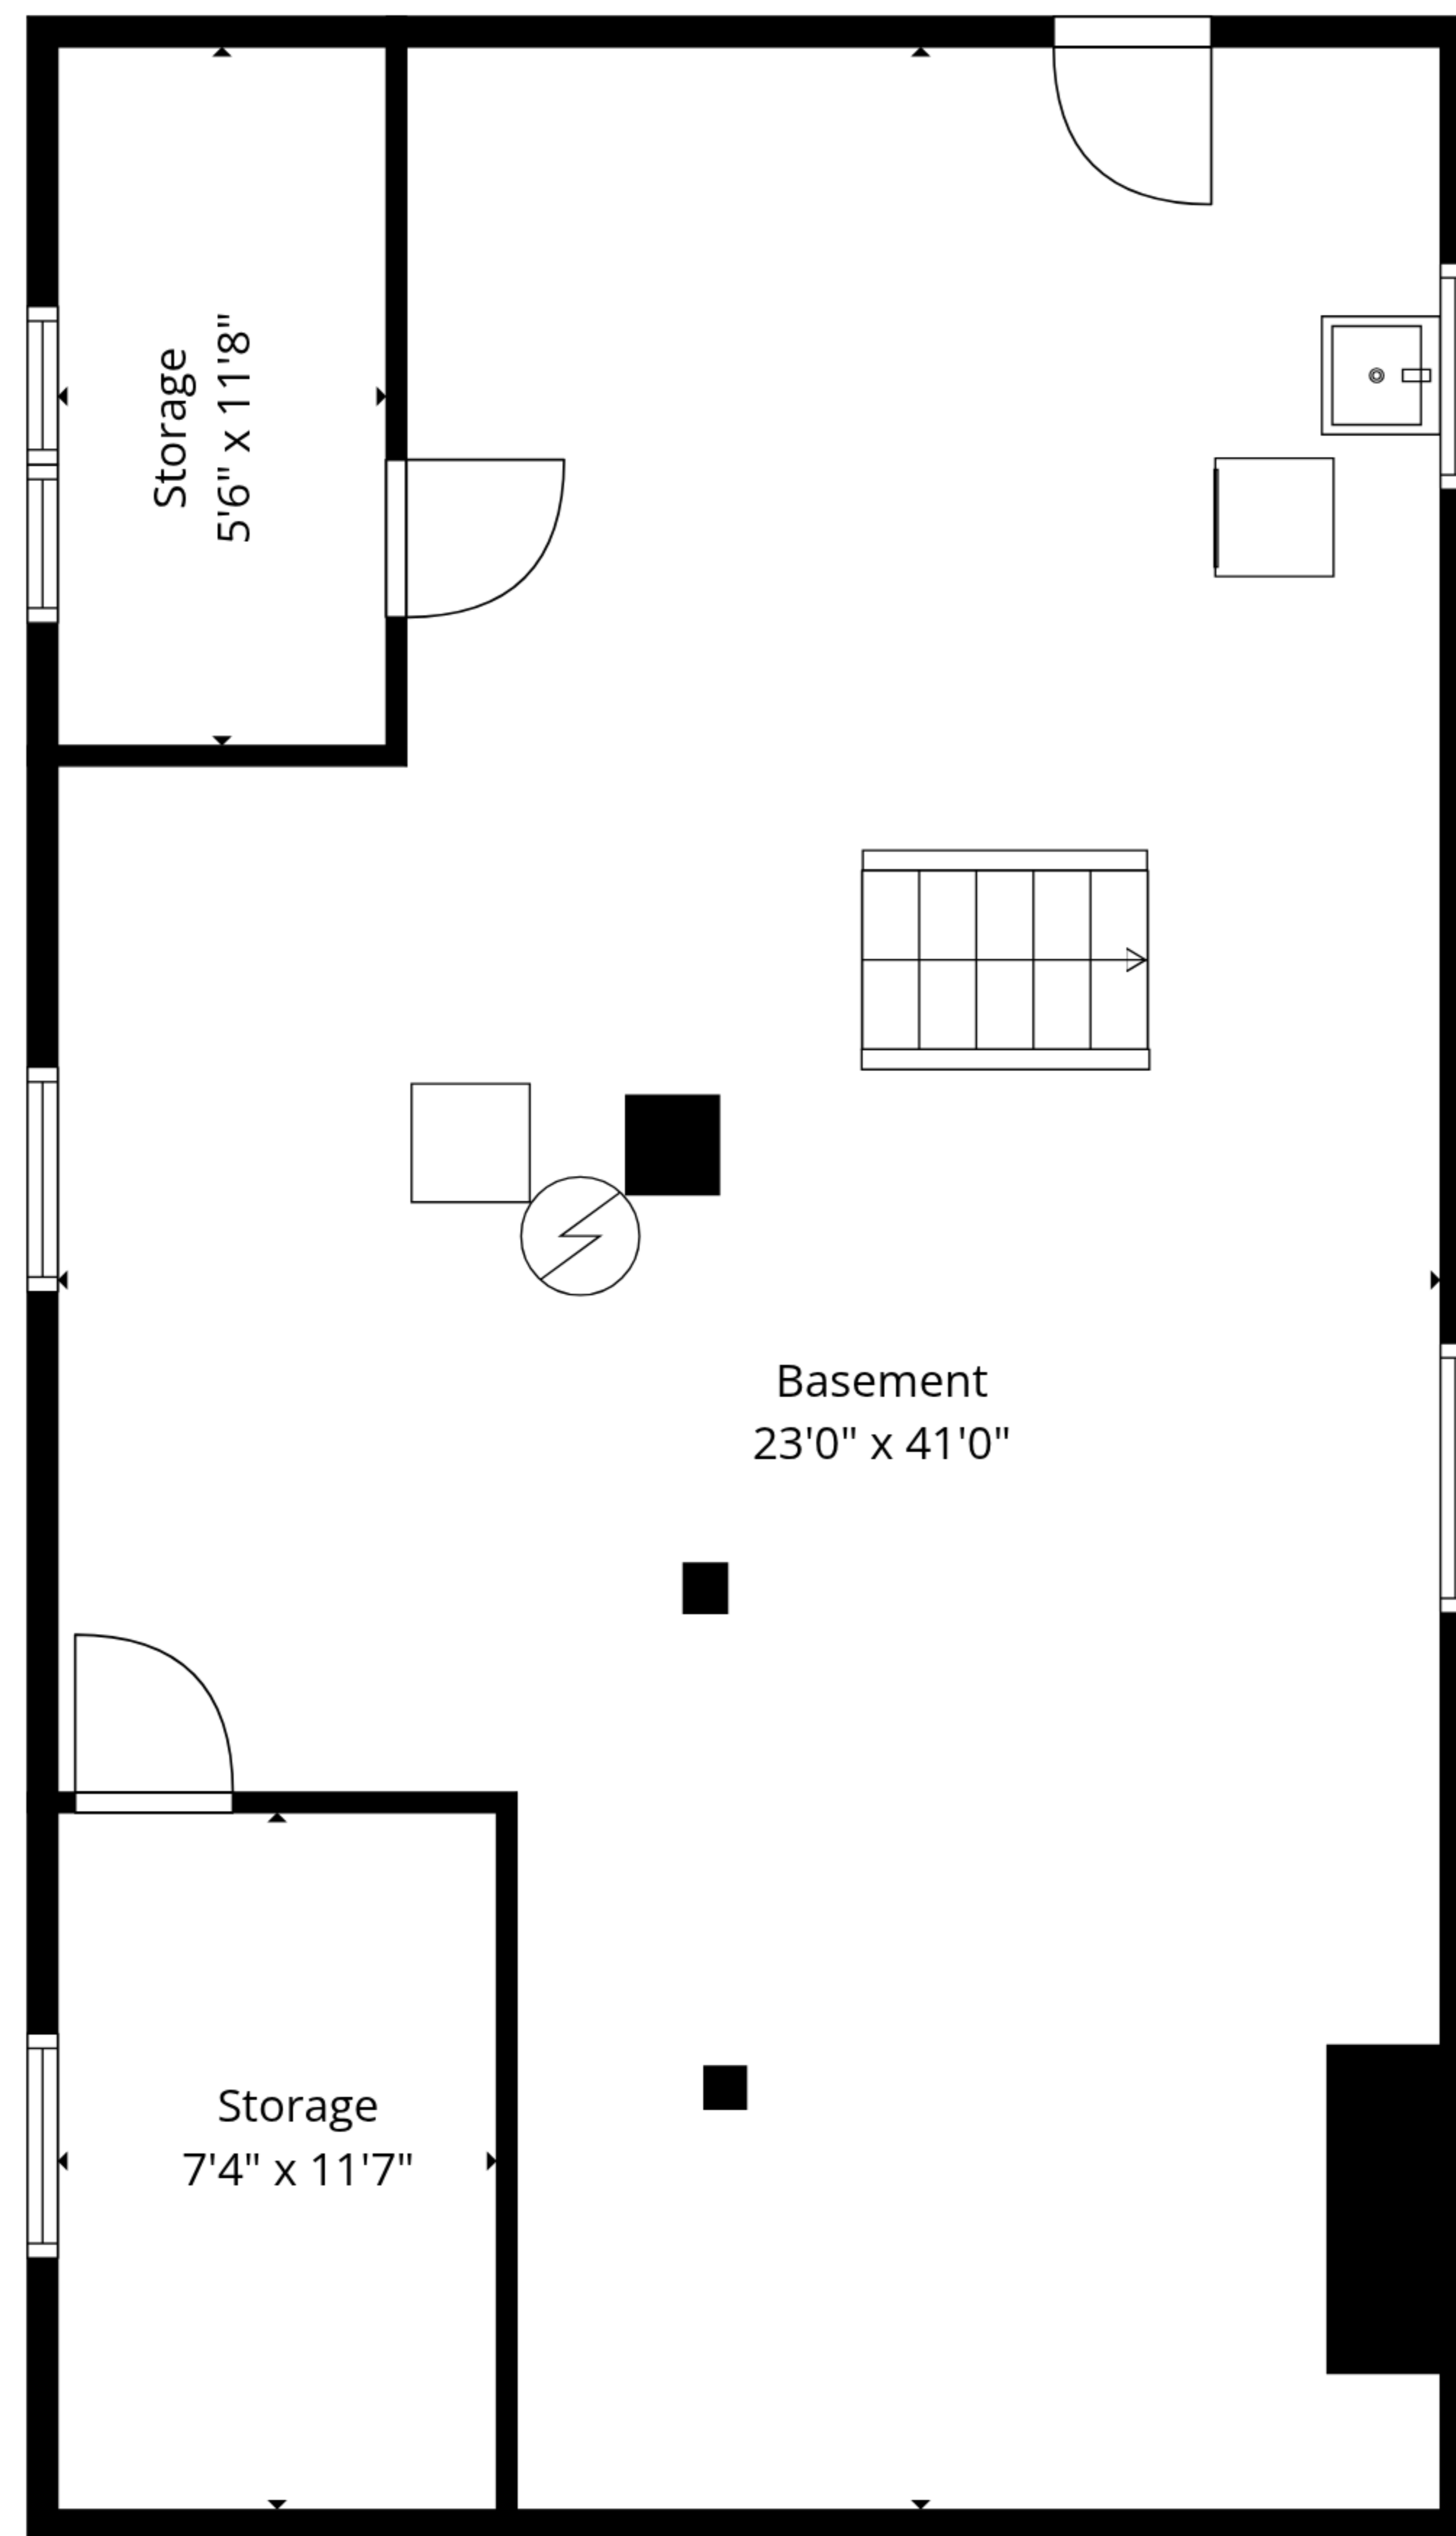 Storage
5'6" x 11'8"
Basement
23'0" x 41'0"
Storage
7'4" x 11'7"